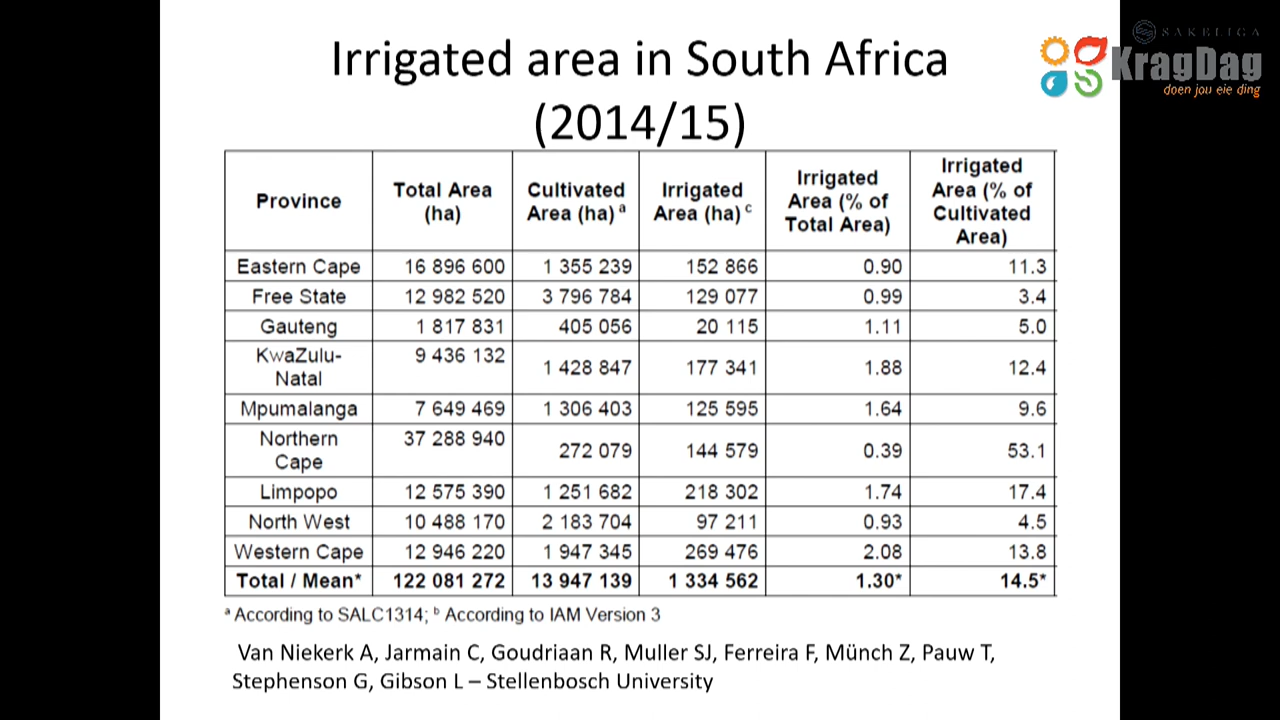 Irrigated area in South Africa
(2014/15)
SAKELIGA
KragDag
doen jou eie ding
Province Total Area (ha) Cultivated Area (ha) a Irrigated Area (ha) c Irrigated Area (% of Total Area) Irrigated Area (% of Cultivated Area)
Eastern Cape 16 896 600 1 355 239 152 866 0.90 11.3
Free State 12 982 520 3 796 784 129 077 0.99 3.4
Gauteng 1 817 831 405 056 20 115 1.11 5.0
KwaZulu-Natal 9 436 132 1 428 847 177 341 1.88 12.4
Mpumalanga 7 649 469 1 306 403 125 595 1.64 9.6
Northern Cape 37 288 940 272 079 144 579 0.39 53.1
Limpopo 12 575 390 1 251 682 218 302 1.74 17.4
North West 10 488 170 2 183 704 97 211 0.93 4.5
Western Cape 12 946 220 1 947 345 269 476 2.08 13.8
Total / Mean* 122 081 272 13 947 139 1 334 562 1.30* 14.5*
a According to SALC1314; b According to IAM Version 3
Van Niekerk A, Jarmain C, Goudriaan R, Muller SJ, Ferreira F, Münch Z, Pauw T,
Stephenson G, Gibson L – Stellenbosch University